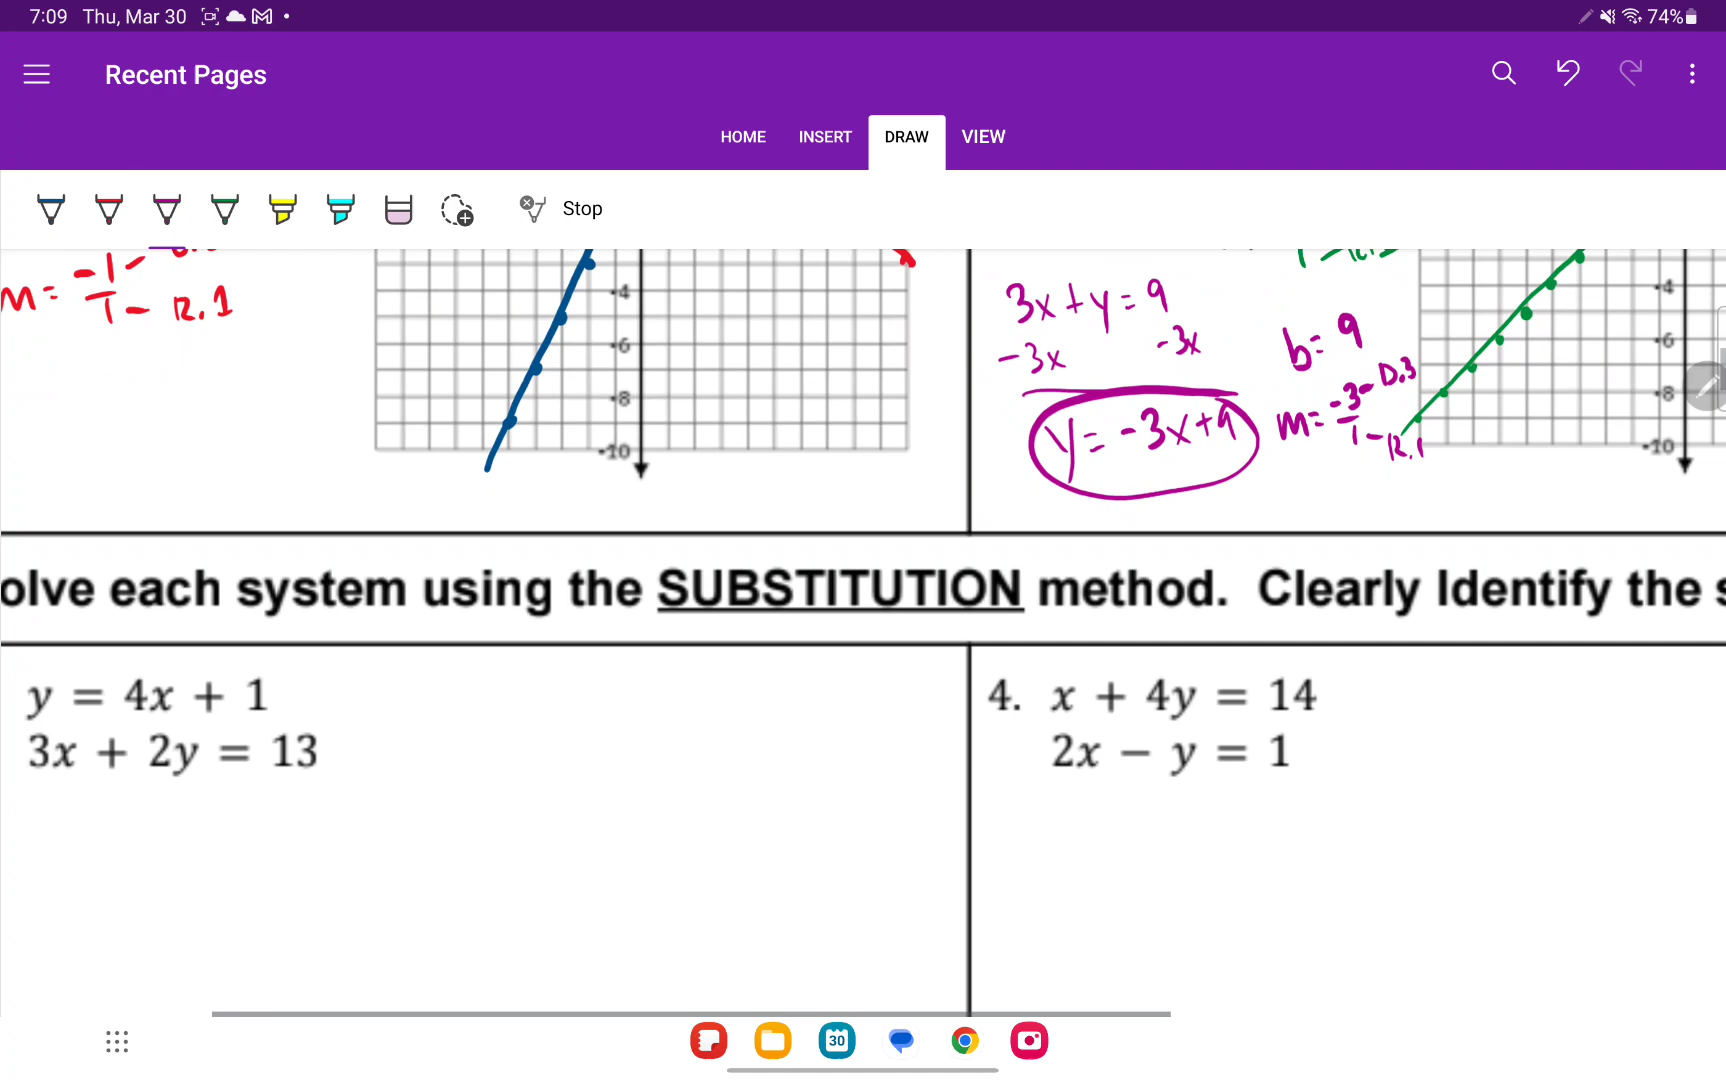 7:09 Thu, Mar 30
74%
Recent Pages
HOME INSERT DRAW VIEW
Stop
m = -1
1 - R.1
-4
-6
-8
-10
3x + y = 9
-3x -3x
y = -3x+9
b = 9
m = -3 - D.3
1 - R.1
-4
-6
-8
-10
olve each system using the SUBSTITUTION method. Clearly Identify the s
y = 4x + 1
3x + 2y = 13
4. x + 4y = 14
2x − y = 1
30